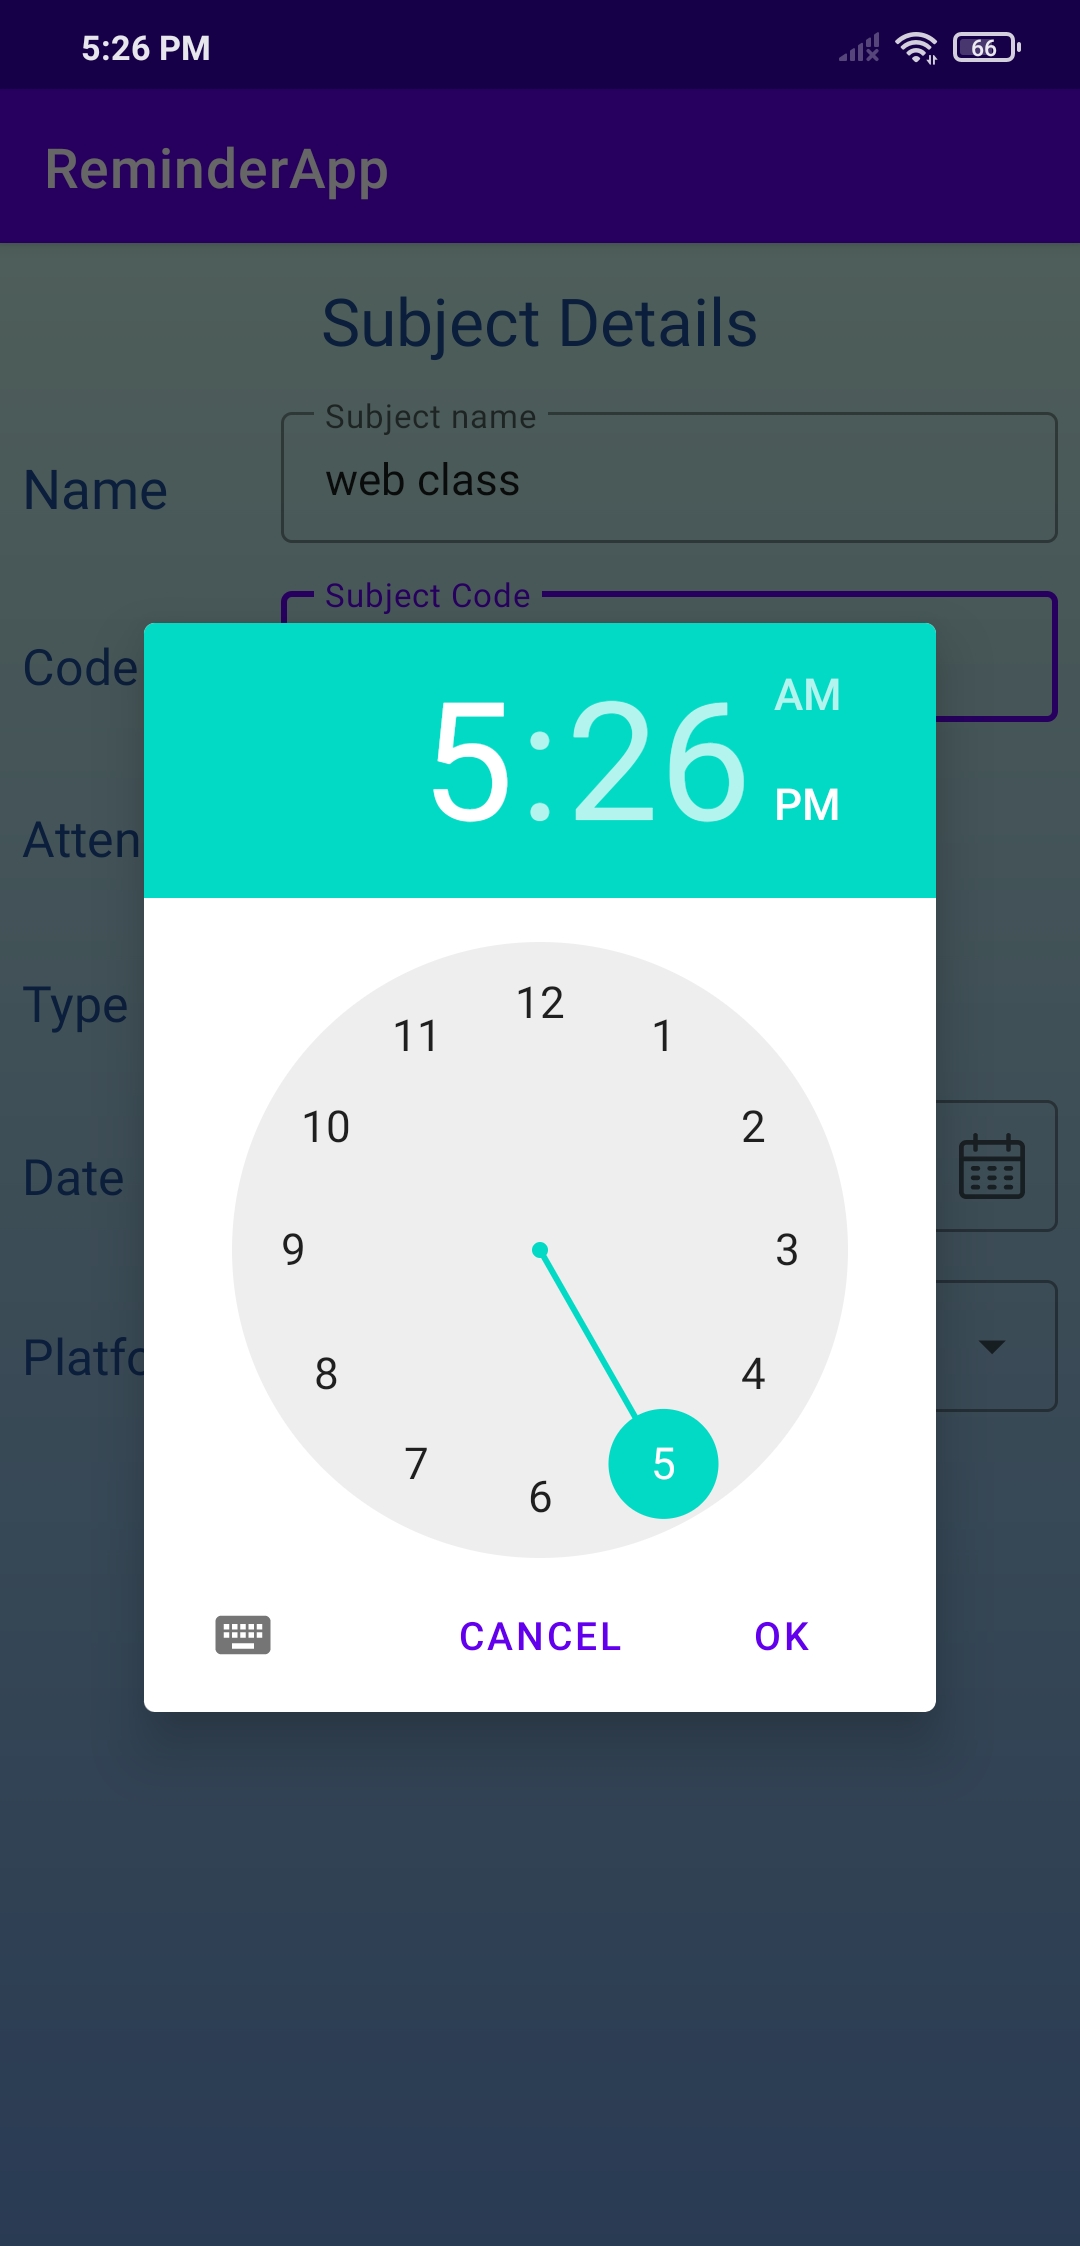 5:26 PM
66
ReminderApp
Subject Details
Subject name
Name
web class
Subject Code
Code
AM
5:26
PM
Atten
Type
Date
Platfo
12
11
1
10
2
9
3
8
4
7
5
6
CANCEL
OK